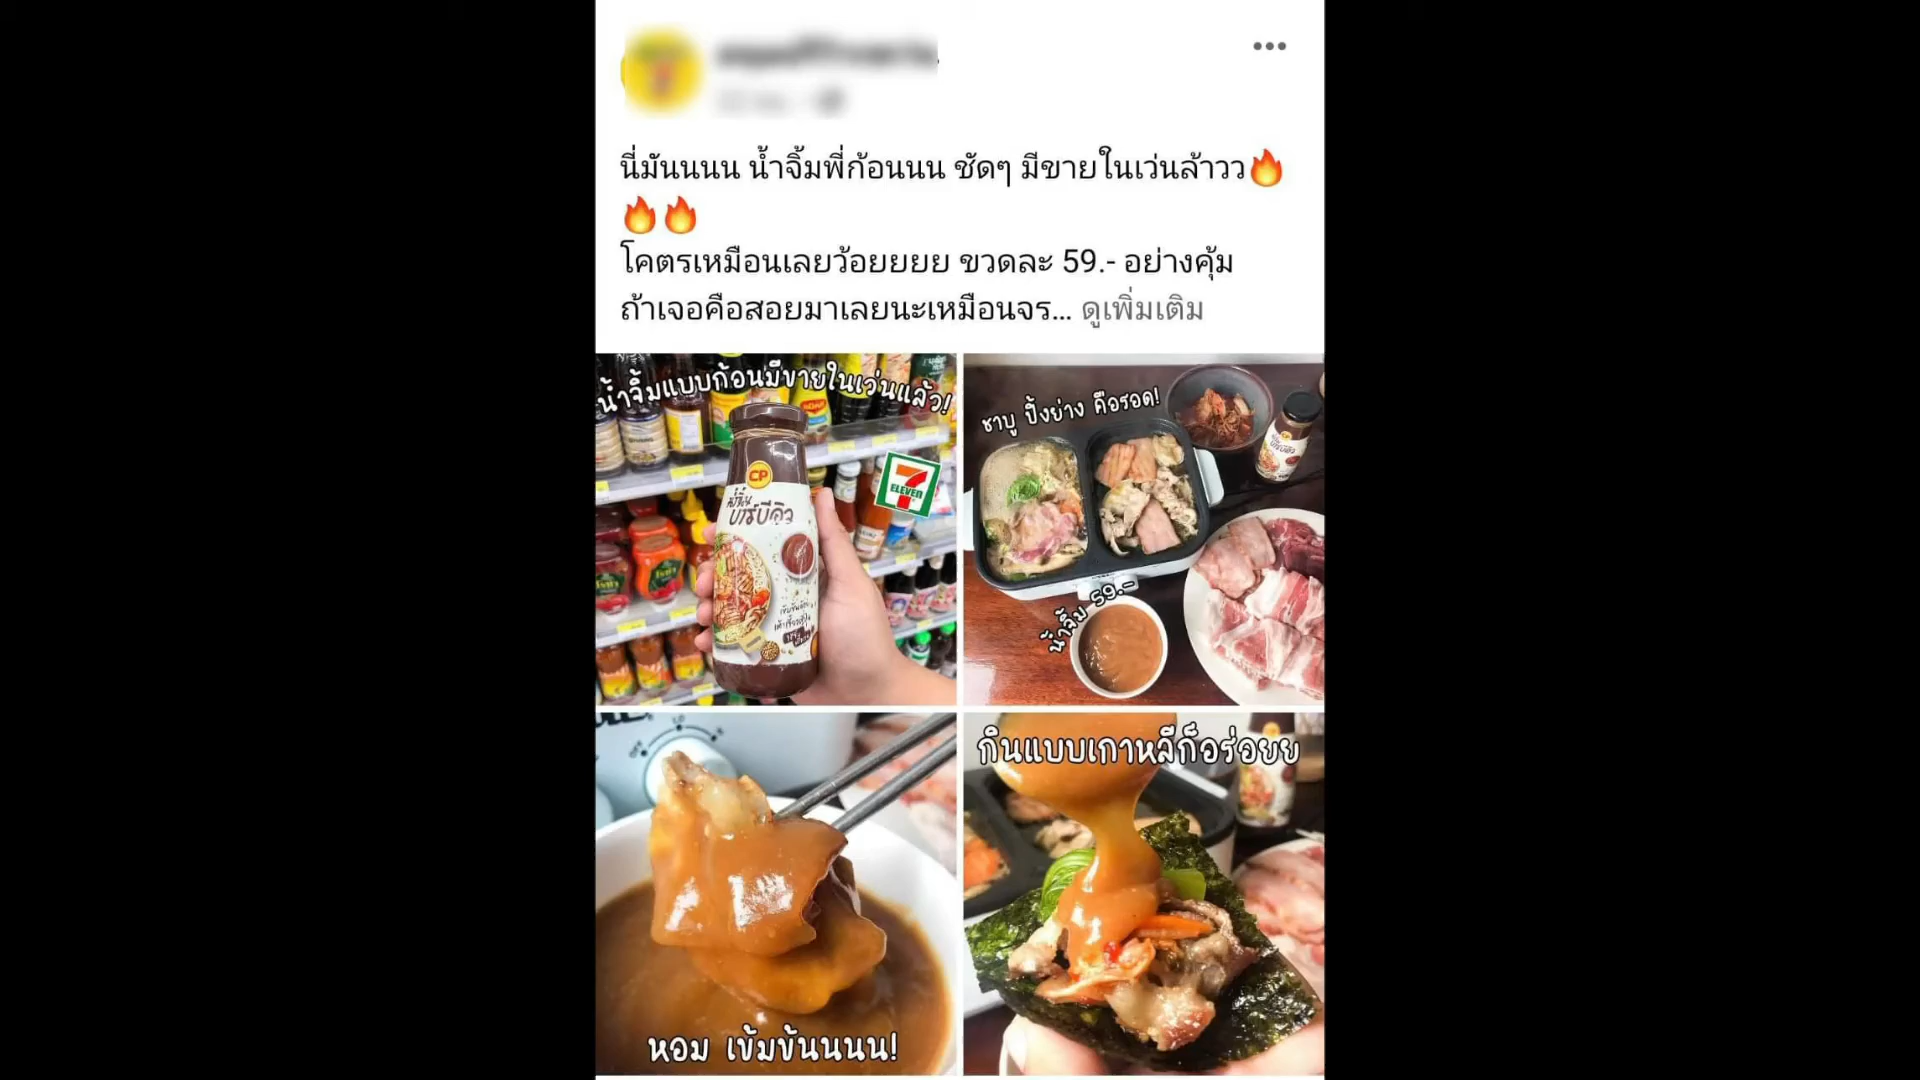 นี่มันนนน น้ำจิ้มพี่ก้อนนน ชัดๆ มีขายในเว่นล้าวว🔥
🔥🔥
โคตรเหมือนเลยว้อยยยย ขวดละ 59.- อย่างคุ้ม
ถ้าเจอคือสอยมาเลยนะเหมือนจร... ดูเพิ่มเติม
น้ำจิ้มแบบก้อนมีขายในเว่นแล้ว!
CP
น้ำจิ้ม
บาร์บีคิว
7
ELEVEN
ชาบู ปิ้งย่าง คือรอด!
น้ำจิ้ม 59.-
หอม เข้มข้นนนน!
กินแบบเกาหลีก็อร่อยย